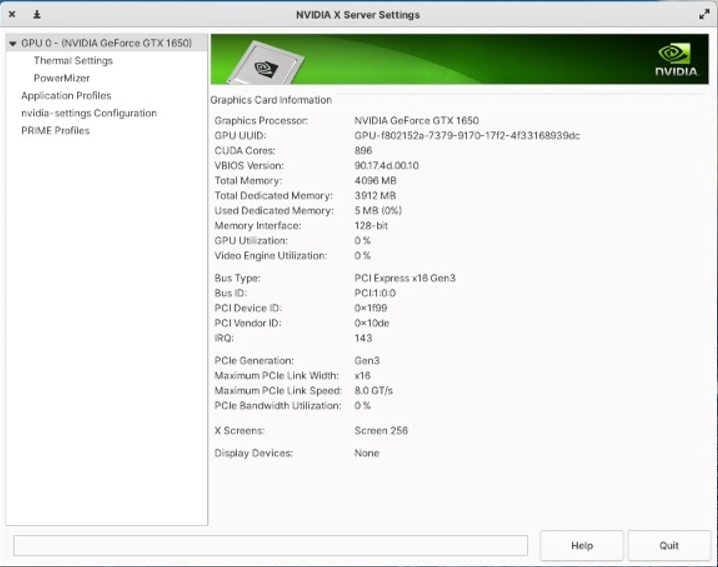 NVIDIA X Server Settings
GPU 0 - (NVIDIA GeForce GTX 1650)
Thermal Settings
PowerMizer
Application Profiles
nvidia-settings Configuration
PRIME Profiles
NVIDIA.
Graphics Card Information
Graphics Processor: NVIDIA GeForce GTX 1650
GPU UUID: GPU-f802152a-7379-9170-17f2-4f33168939dc
CUDA Cores: 896
VBIOS Version: 90.17.4d.00.10
Total Memory: 4096 MB
Total Dedicated Memory: 3912 MB
Used Dedicated Memory: 5 MB (0%)
Memory Interface: 128-bit
GPU Utilization: 0 %
Video Engine Utilization: 0 %
Bus Type: PCI Express x16 Gen3
Bus ID: PCI:1:0:0
PCI Device ID: 0x1f99
PCI Vendor ID: 0x10de
IRQ: 143
PCIe Generation: Gen3
Maximum PCIe Link Width: x16
Maximum PCIe Link Speed: 8.0 GT/s
PCIe Bandwidth Utilization: 0 %
X Screens: Screen 256
Display Devices: None
Help
Quit